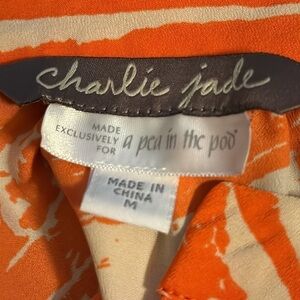 charlie jade
MADE
EXCLUSIVELY
FOR
a pea in the pod®
MADE IN
CHINA
M